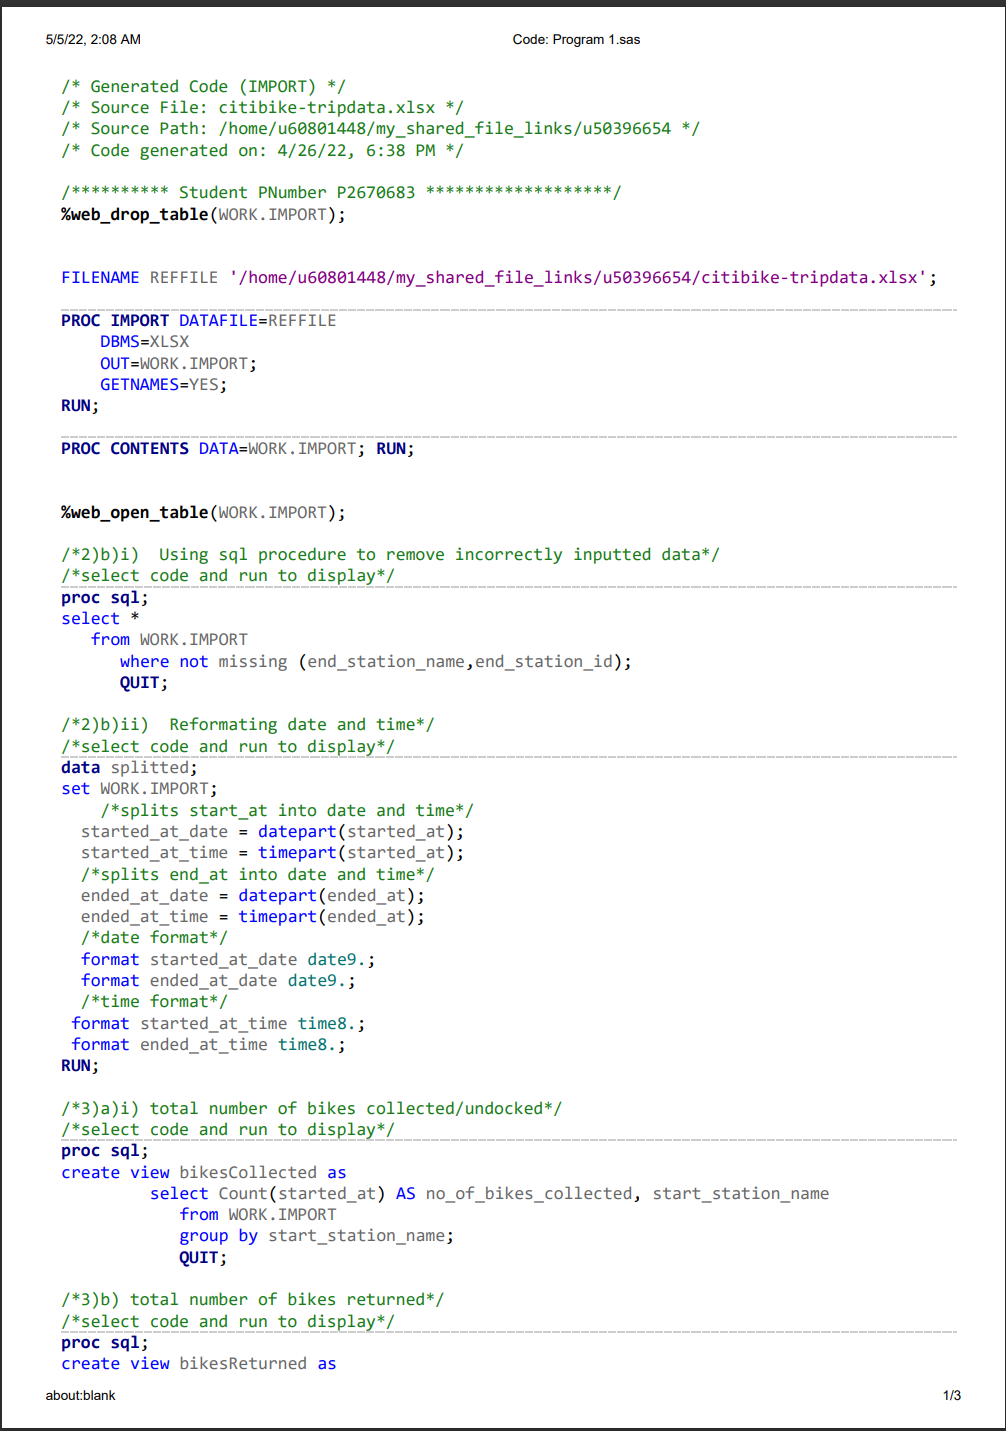 5/5/22, 2:08 AM Code: Program 1.sas
/* Generated Code (IMPORT) */
/* Source File: citibike-tripdata.xlsx */
/* Source Path: /home/u60801448/my_shared_file_links/u50396654 */
/* Code generated on: 4/26/22, 6:38 PM */
/********** Student PNumber P2670683 *******************/
%web_drop_table(WORK.IMPORT);
FILENAME REFFILE '/home/u60801448/my_shared_file_links/u50396654/citibike-tripdata.xlsx';
PROC IMPORT DATAFILE=REFFILE
DBMS=XLSX
OUT=WORK.IMPORT;
GETNAMES=YES;
RUN;
PROC CONTENTS DATA=WORK.IMPORT; RUN;
%web_open_table(WORK.IMPORT);
/*2)b)i)  Using sql procedure to remove incorrectly inputted data*/
/*select code and run to display*/
proc sql;
select *
from WORK.IMPORT
where not missing (end_station_name,end_station_id);
QUIT;
/*2)b)ii)  Reformating date and time*/
/*select code and run to display*/
data splitted;
set WORK.IMPORT;
/*splits start_at into date and time*/
started_at_date = datepart(started_at);
started_at_time = timepart(started_at);
/*splits end_at into date and time*/
ended_at_date = datepart(ended_at);
ended_at_time = timepart(ended_at);
/*date format*/
format started_at_date date9.;
format ended_at_date date9.;
/*time format*/
format started_at_time time8.;
format ended_at_time time8.;
RUN;
/*3)a)i) total number of bikes collected/undocked*/
/*select code and run to display*/
proc sql;
create view bikesCollected as
select Count(started_at) AS no_of_bikes_collected, start_station_name
from WORK.IMPORT
group by start_station_name;
QUIT;
/*3)b) total number of bikes returned*/
/*select code and run to display*/
proc sql;
create view bikesReturned as
about:blank 1/3